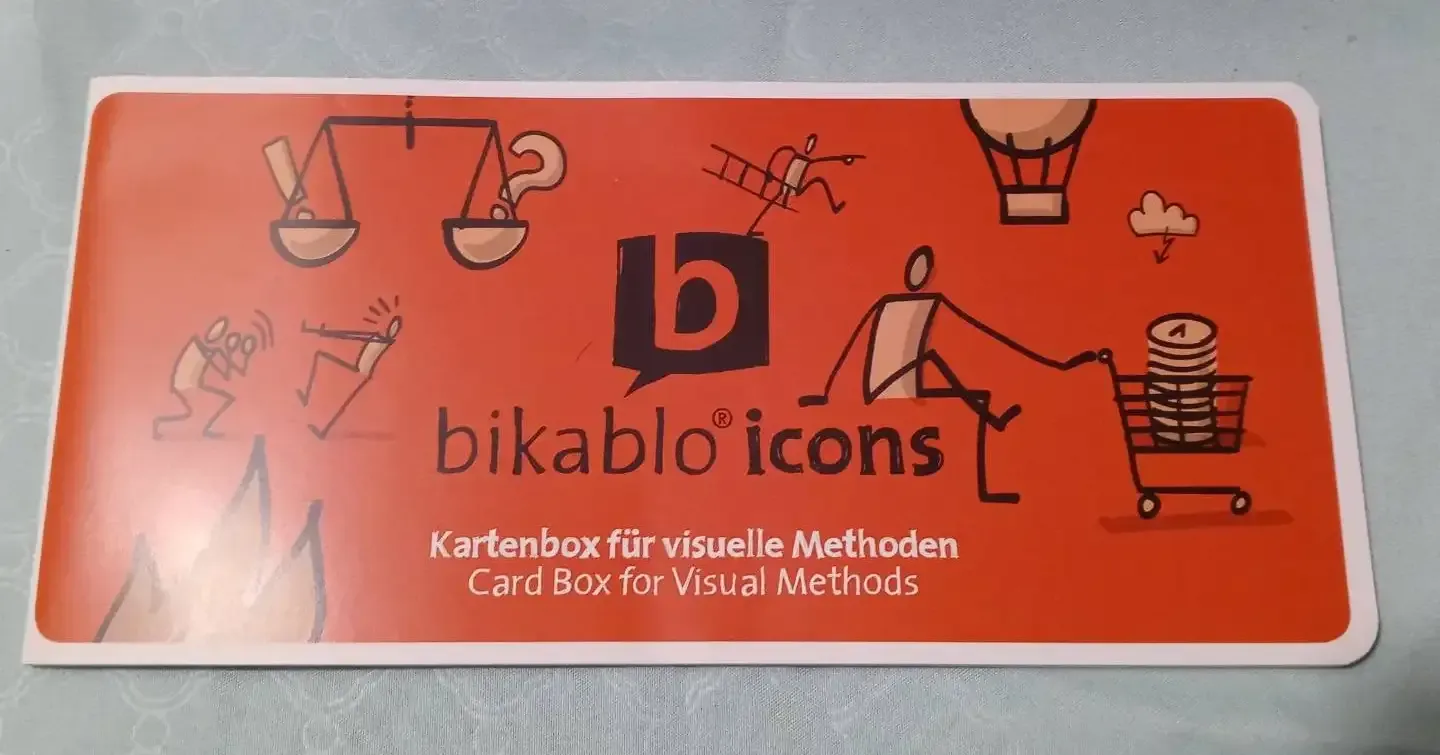 b
bikablo® icons
Kartenbox für visuelle Methoden
Card Box for Visual Methods